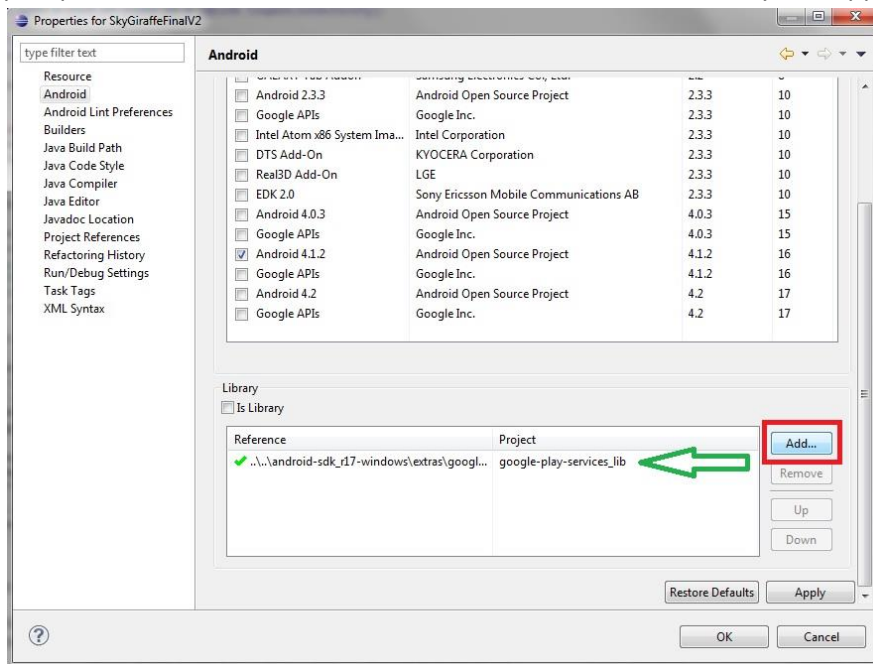 Properties for SkyGiraffeFinalV2
type filter text
Android
Resource
Android
Android Lint Preferences
Builders
Java Build Path
Java Code Style
Java Compiler
Java Editor
Javadoc Location
Project References
Refactoring History
Run/Debug Settings
Task Tags
XML Syntax
Android 2.3.3 Android Open Source Project 2.3.3 10
Google APIs Google Inc. 2.3.3 10
Intel Atom x86 System Ima... Intel Corporation 2.3.3 10
DTS Add-On KYOCERA Corporation 2.3.3 10
Real3D Add-On LGE 2.3.3 10
EDK 2.0 Sony Ericsson Mobile Communications AB 2.3.3 10
Android 4.0.3 Android Open Source Project 4.0.3 15
Google APIs Google Inc. 4.0.3 15
Android 4.1.2 Android Open Source Project 4.1.2 16
Google APIs Google Inc. 4.1.2 16
Android 4.2 Android Open Source Project 4.2 17
Google APIs Google Inc. 4.2 17
Library
Is Library
Reference Project
..\..\android-sdk_r17-windows\extras\googl... google-play-services_lib
Add...
Remove
Up
Down
Restore Defaults Apply
OK Cancel